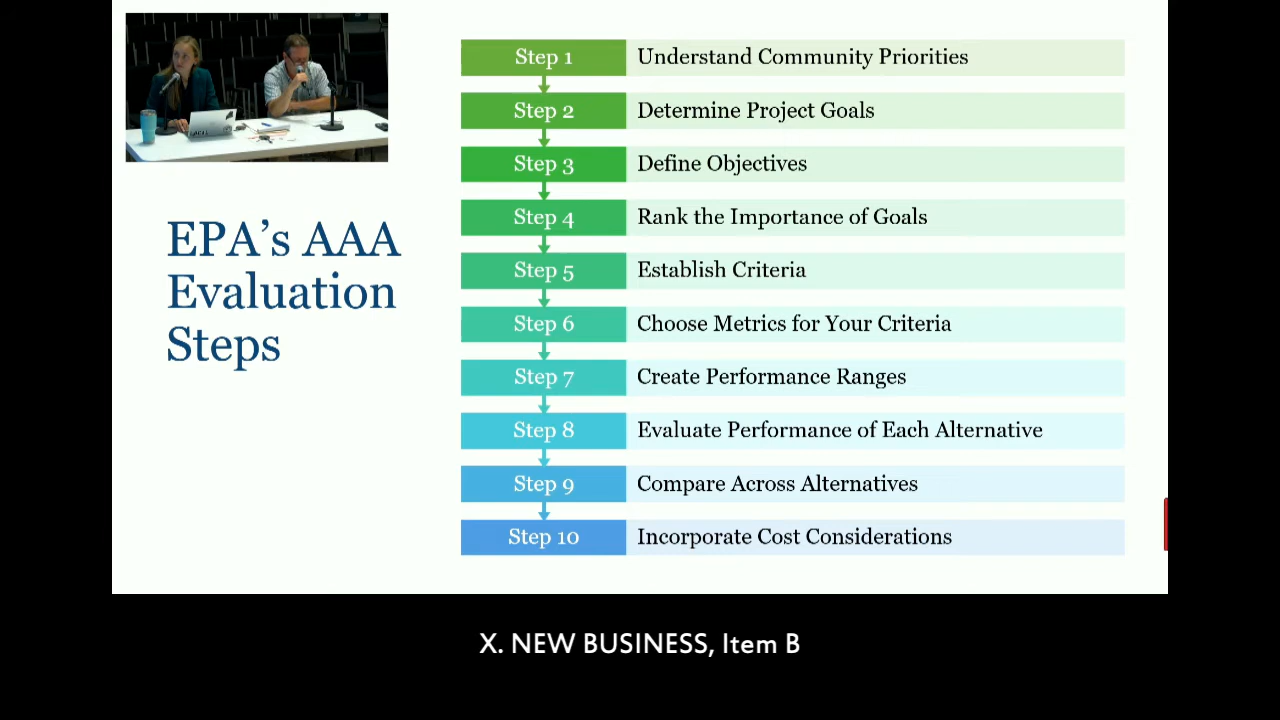 EPA's AAA
Evaluation
Steps
Step 1 Understand Community Priorities
Step 2 Determine Project Goals
Step 3 Define Objectives
Step 4 Rank the Importance of Goals
Step 5 Establish Criteria
Step 6 Choose Metrics for Your Criteria
Step 7 Create Performance Ranges
Step 8 Evaluate Performance of Each Alternative
Step 9 Compare Across Alternatives
Step 10 Incorporate Cost Considerations
X. NEW BUSINESS, Item B